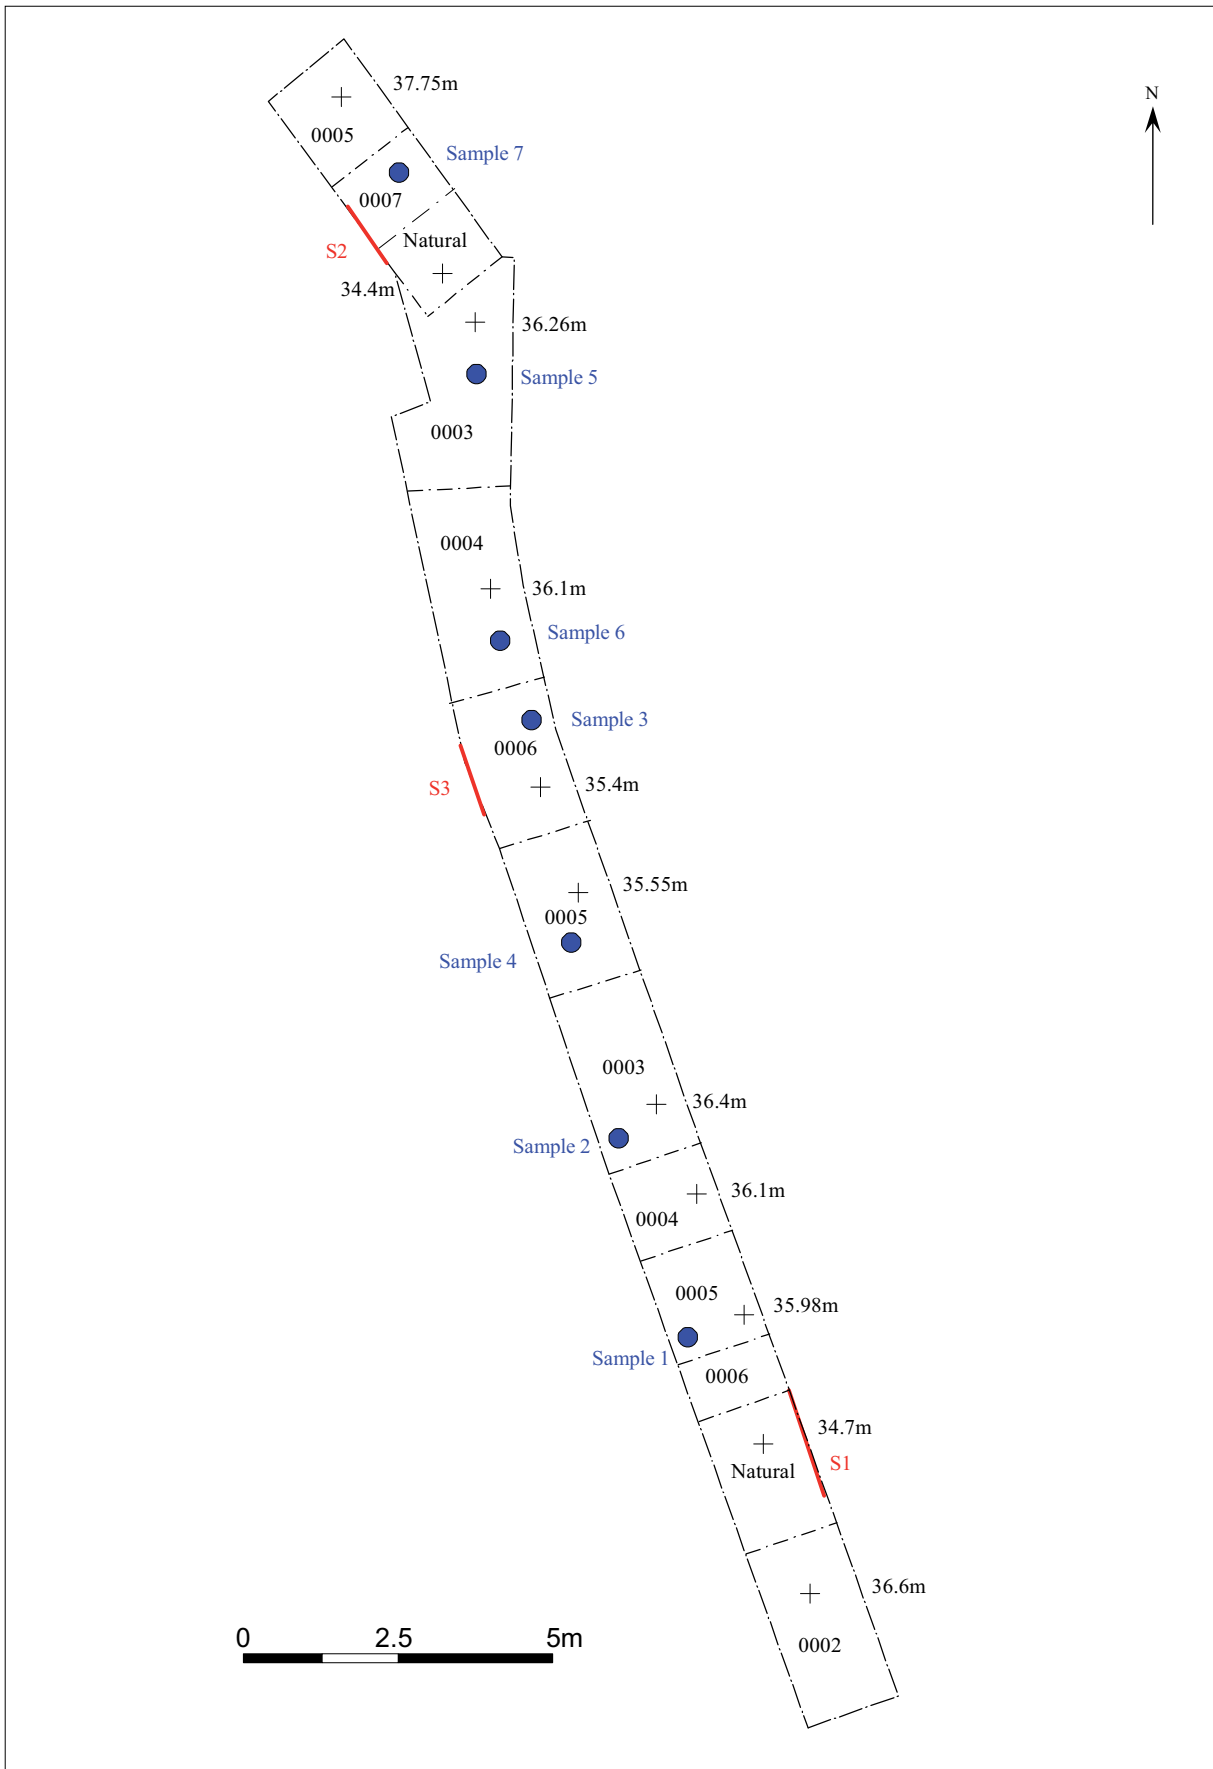 37.75m
N
0005
Sample 7
0007
Natural
S2
34.4m
36.26m
Sample 5
0003
0004
36.1m
Sample 6
Sample 3
0006
35.4m
S3
35.55m
0005
Sample 4
0003
36.4m
Sample 2
36.1m
0004
0005
35.98m
Sample 1
0006
34.7m
S1
Natural
36.6m
0 2.5 5m
0002